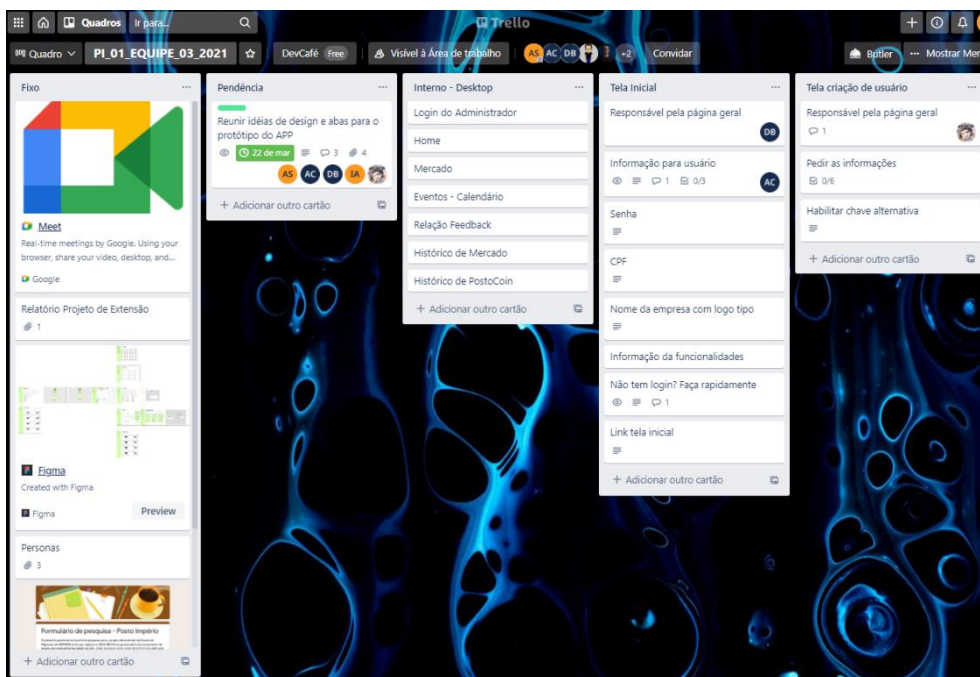 Quadros
Ir para...
Trello
Quadro
PI_01_EQUIPE_03_2021
DevCafé Free
Visível à Área de trabalho
AS AC DB +2
Convidar
Butler
Mostrar Men
Fixo
Meet
Real-time meetings by Google. Using your
browser, share your video, desktop, and...
Google
Relatório Projeto de Extensão
1
Figma
Created with Figma
Figma
Preview
Personas
3
Formulário de pesquisa - Posto Império
+ Adicionar outro cartão
Pendência
Reunir idéias de design e abas para o
protótipo do APP
22 de mar 3 4
AS AC DB IA
+ Adicionar outro cartão
Interno - Desktop
Login do Administrador
Home
Mercado
Eventos - Calendário
Relação Feedback
Histórico de Mercado
Histórico de PostoCoin
+ Adicionar outro cartão
Tela Inicial
Responsável pela página geral
DB
Informação para usuário
1 0/3
AC
Senha
CPF
Nome da empresa com logo tipo
Informação da funcionalidades
Não tem login? Faça rapidamente
1
Link tela inicial
+ Adicionar outro cartão
Tela criação de usuário
Responsável pela página geral
1
Pedir as informações
0/6
Habilitar chave alternativa
+ Adicionar outro cartão